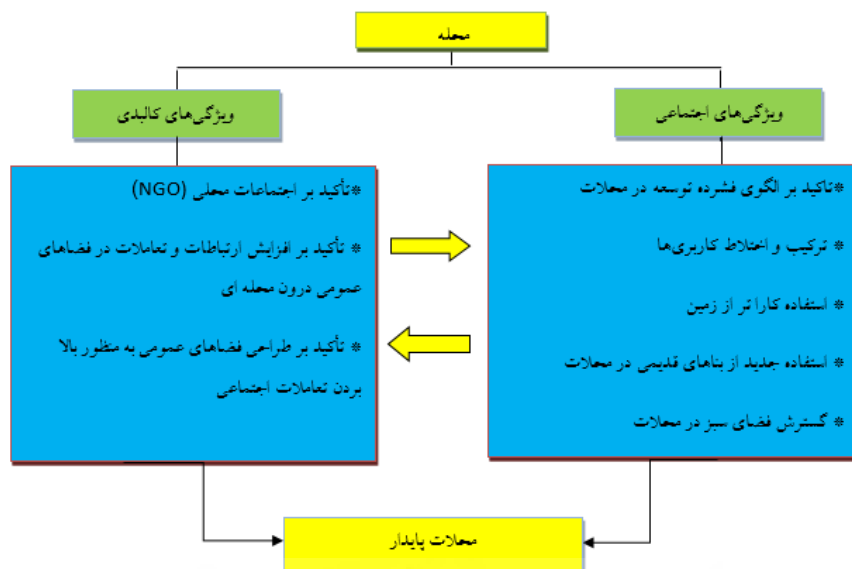 محله
ویژگی‌های اجتماعی
ویژگی‌های کالبدی
*تاکید بر الگوی فشرده توسعه در محلات
* ترکیب و اختلاط کاربری‌ها
* استفاده کارا تر از زمین
* استفاده جدید از بناهای قدیمی در محلات
* گسترش فضای سبز در محلات
*تأکید بر اجتماعات محلی (NGO)
* تأکید بر افزایش ارتباطات و تعاملات در فضاهای
عمومی درون محله ای
* تأکید بر طراحی فضاهای عمومی به منظور بالا
بردن تعاملات اجتماعی
محلات پایدار